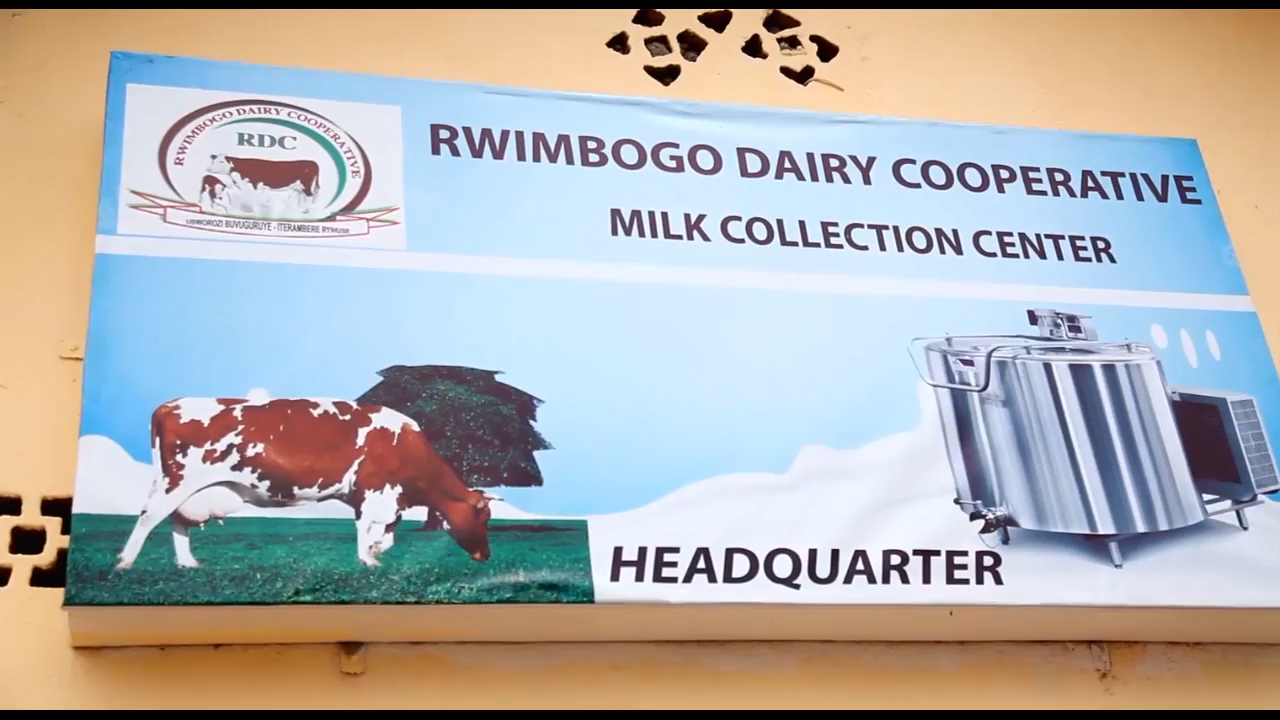 RWIMBOGO DAIRY COOPERATIVE
RDC
UBWOROZI BUVUGURUYE - ITERAMBERE RYIHUSE
RWIMBOGO DAIRY COOPERATIVE
MILK COLLECTION CENTER
HEADQUARTER